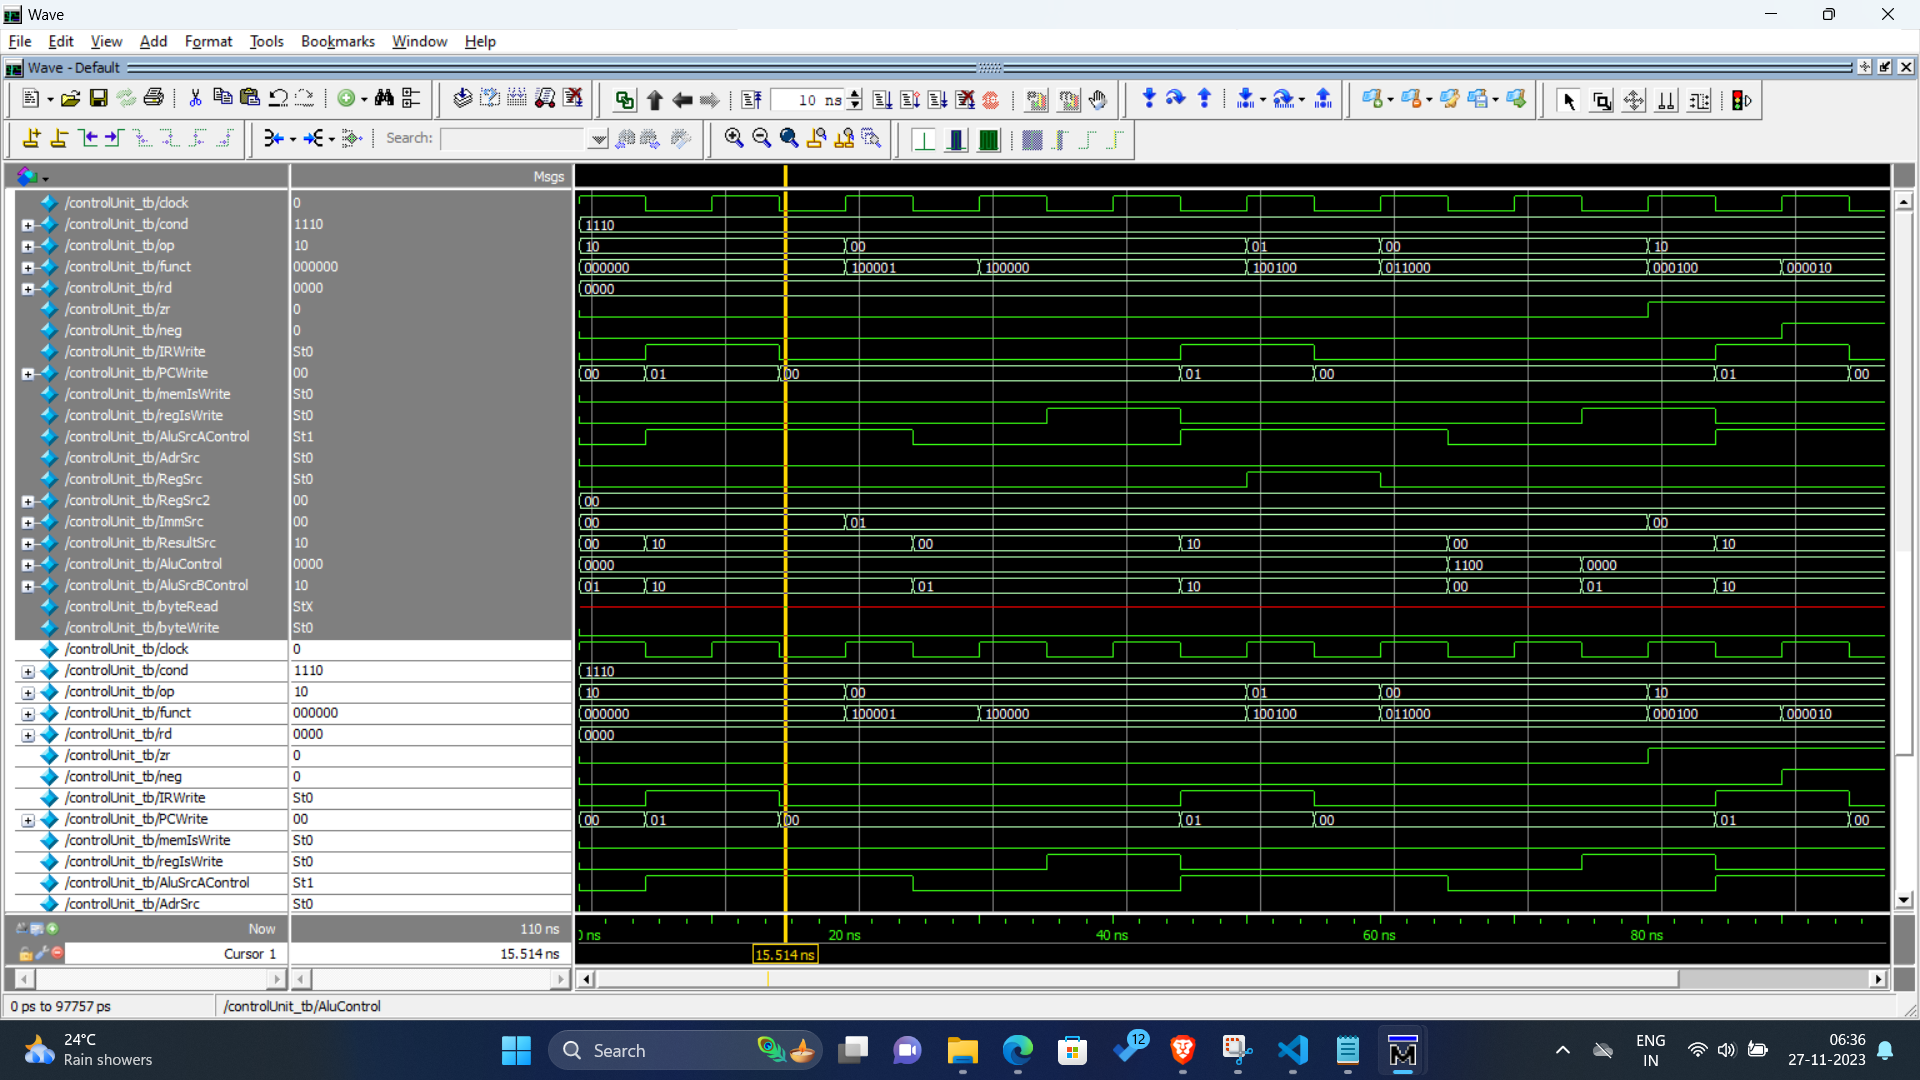 Wave
File Edit View Add Format Tools Bookmarks Window Help
Wave - Default
10 ns
Search:
Msgs
/controlUnit_tb/clock 0
/controlUnit_tb/cond 1110 1110
/controlUnit_tb/op 10 10 00 01 00 10
/controlUnit_tb/funct 000000 000000 100001 100000 100100 011000 000100 000010
/controlUnit_tb/rd 0000 0000
/controlUnit_tb/zr 0
/controlUnit_tb/neg 0
/controlUnit_tb/IRWrite St0
/controlUnit_tb/PCWrite 00 00 01 00 01 00 01 00
/controlUnit_tb/memIsWrite St0
/controlUnit_tb/regIsWrite St0
/controlUnit_tb/AluSrcAControl St1
/controlUnit_tb/AdrSrc St0
/controlUnit_tb/RegSrc St0
/controlUnit_tb/RegSrc2 00 00
/controlUnit_tb/ImmSrc 00 00 01 00
/controlUnit_tb/ResultSrc 10 00 10 00 10 00 10
/controlUnit_tb/AluControl 0000 0000 1100 0000
/controlUnit_tb/AluSrcBControl 10 01 10 01 10 00 01 10
/controlUnit_tb/byteRead StX
/controlUnit_tb/byteWrite St0
/controlUnit_tb/clock 0
/controlUnit_tb/cond 1110 1110
/controlUnit_tb/op 10 10 00 01 00 10
/controlUnit_tb/funct 000000 000000 100001 100000 100100 011000 000100 000010
/controlUnit_tb/rd 0000 0000
/controlUnit_tb/zr 0
/controlUnit_tb/neg 0
/controlUnit_tb/IRWrite St0
/controlUnit_tb/PCWrite 00 00 01 00 01 00 01 00
/controlUnit_tb/memIsWrite St0
/controlUnit_tb/regIsWrite St0
/controlUnit_tb/AluSrcAControl St1
/controlUnit_tb/AdrSrc St0
Now 110 ns 0 ns 20 ns 40 ns 60 ns 80 ns
Cursor 1 15.514 ns 15.514 ns
0 ps to 97757 ps /controlUnit_tb/AluControl
24°C
Rain showers
Search
12
ENG
IN
06:36
27-11-2023